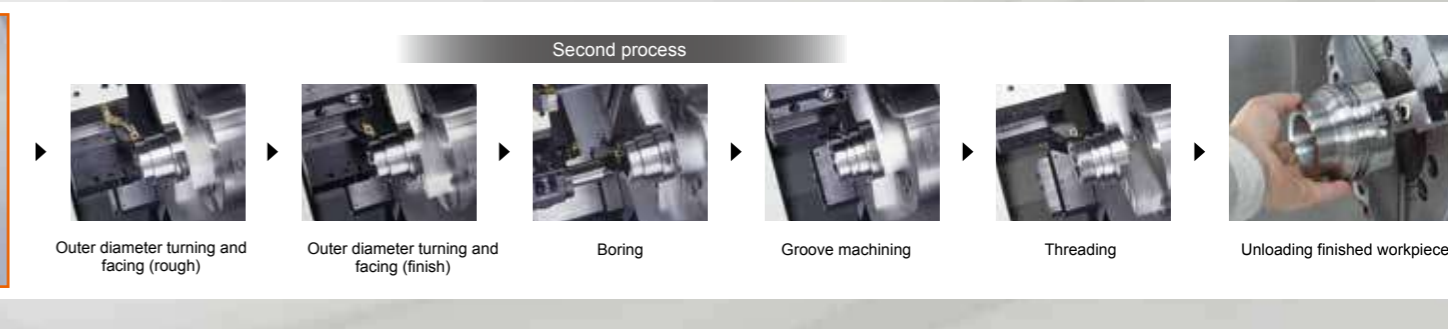 Second process
Outer diameter turning and
facing (rough)
Outer diameter turning and
facing (finish)
Boring
Groove machining
Threading
Unloading finished workpiece